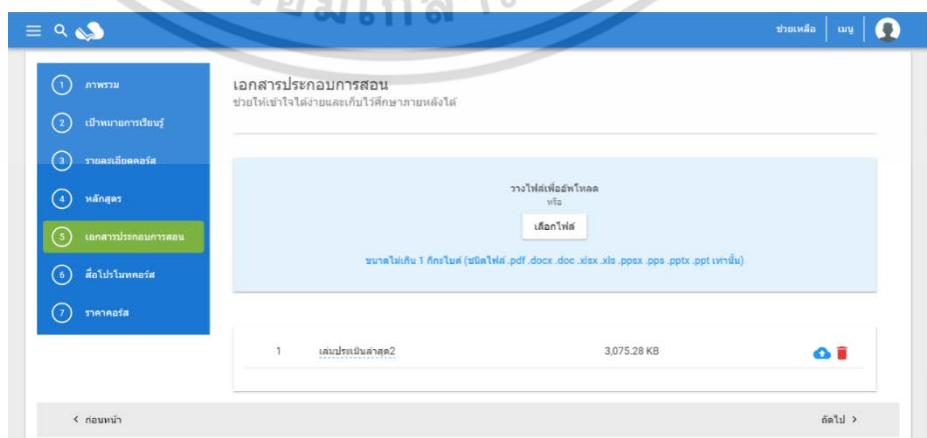 ช่วยเหลือ เมนู
1 ภาพรวม
2 เป้าหมายการเรียนรู้
3 รายละเอียดคอร์ส
4 หลักสูตร
5 เอกสารประกอบการสอน
6 สื่อโปรโมทคอร์ส
7 ราคาคอร์ส
เอกสารประกอบการสอน
ช่วยให้เข้าใจได้ง่ายและเก็บไว้ศึกษาภายหลังได้
วางไฟล์เพื่ออัพโหลด
หรือ
เลือกไฟล์
ขนาดไม่เกิน 1 กิกะไบต์ (ชนิดไฟล์ .pdf .docx .doc .xlsx .xls .ppsx .pps .pptx .ppt เท่านั้น)
1 เล่มประเมินล่าสุด2 3,075.28 KB
< ก่อนหน้า ถัดไป >